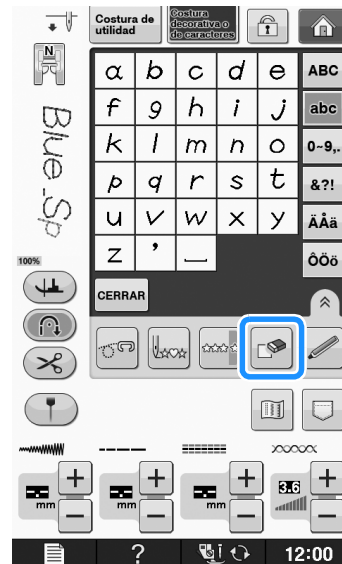 Costura de
utilidad
Costura
decorativa o
de caracteres
N
Blue_Sp
a b c d e ABC
f g h i j abc
k l m n o 0~9,.
p q r s t &?!
u v w x y ÄÅä
z ’ _ ÔÖö
100%
CERRAR
+ + + 3.6 +
mm mm mm
− − − −
? 12:00